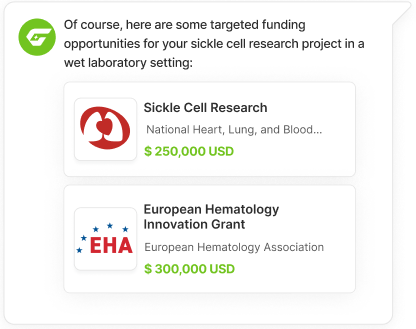 Of course, here are some targeted funding
opportunities for your sickle cell research project in a
wet laboratory setting:
Sickle Cell Research
National Heart, Lung, and Blood...
$ 250,000 USD
European Hematology
Innovation Grant
EHA
European Hematology Association
$ 300,000 USD